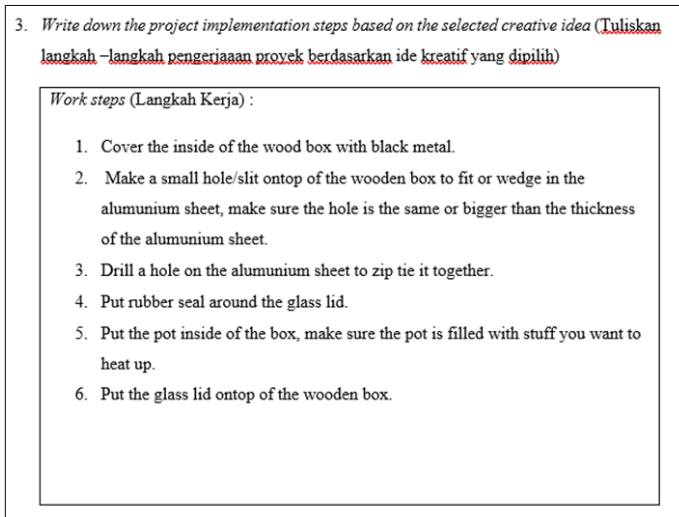 3. Write down the project implementation steps based on the selected creative idea (Tuliskan
langkah –langkah pengerjaaan proyek berdasarkan ide kreatif yang dipilih)
Work steps (Langkah Kerja) :
1. Cover the inside of the wood box with black metal.
2. Make a small hole/slit ontop of the wooden box to fit or wedge in the
alumunium sheet, make sure the hole is the same or bigger than the thickness
of the alumunium sheet.
3. Drill a hole on the alumunium sheet to zip tie it together.
4. Put rubber seal around the glass lid.
5. Put the pot inside of the box, make sure the pot is filled with stuff you want to
heat up.
6. Put the glass lid ontop of the wooden box.